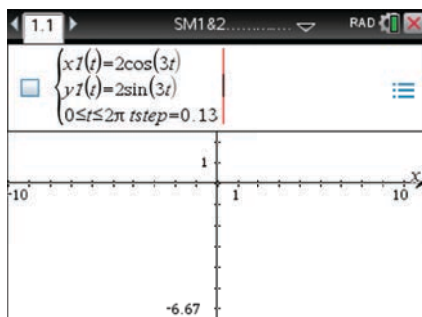 1.1 SM1&2............. RAD
x1(t)=2cos(3t)
y1(t)=2sin(3t)
0≤t≤2π tstep=0.13
1
x
-10 1 10
-6.67